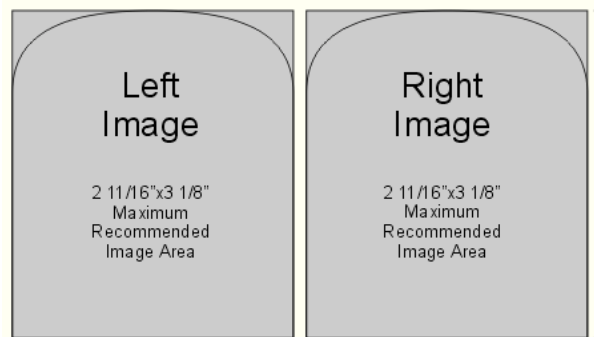 Left
Image
2 11/16"x3 1/8"
Maximum
Recommended
Image Area
Right
Image
2 11/16"x3 1/8"
Maximum
Recommended
Image Area